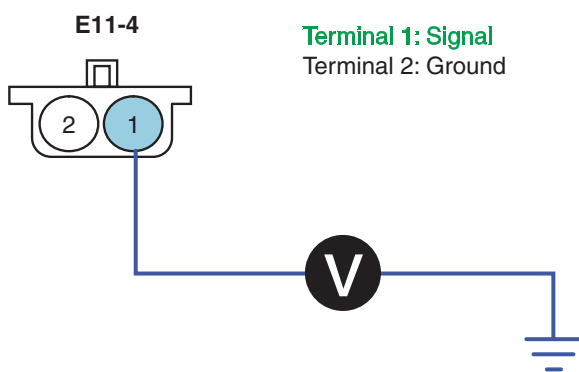 E11-4
Terminal 1: Signal
Terminal 2: Ground
2 1
V